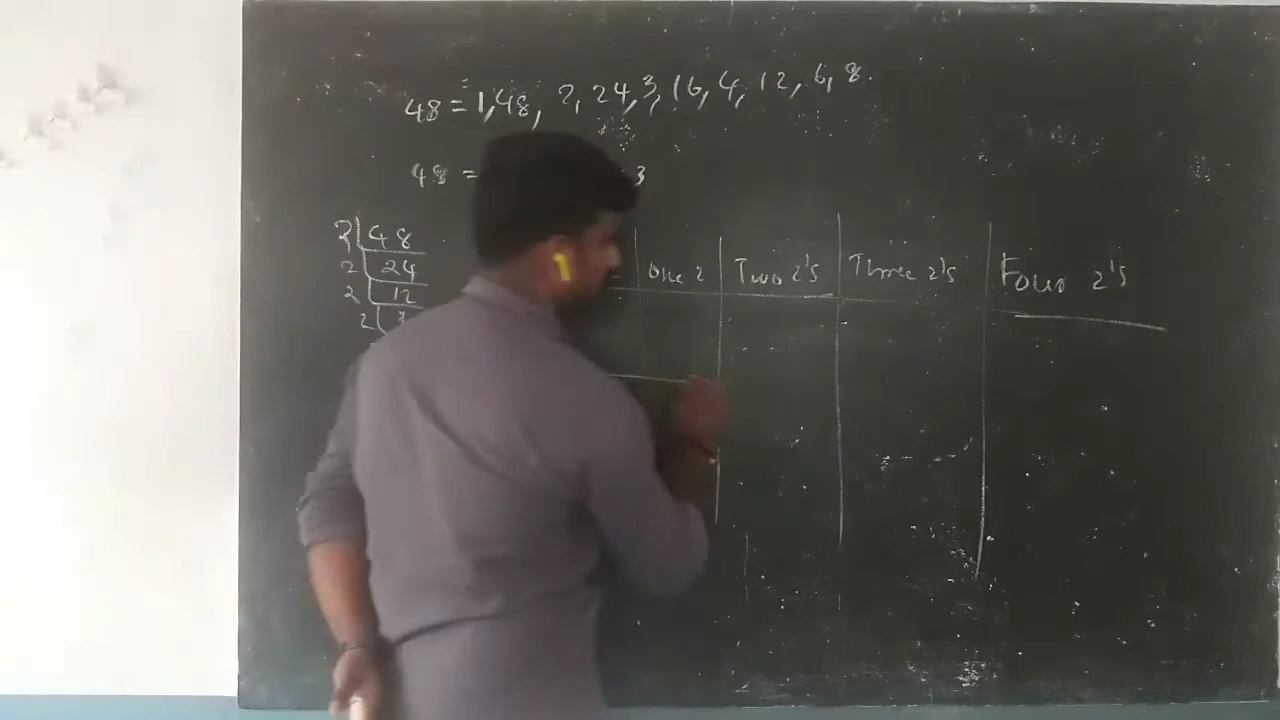 48 = 1, 48, 2, 24, 3, 16, 4, 12, 6, 8.
48 = 3
2 48
2 24
2 12
2
One 2 Two 2's Three 2's Four 2's